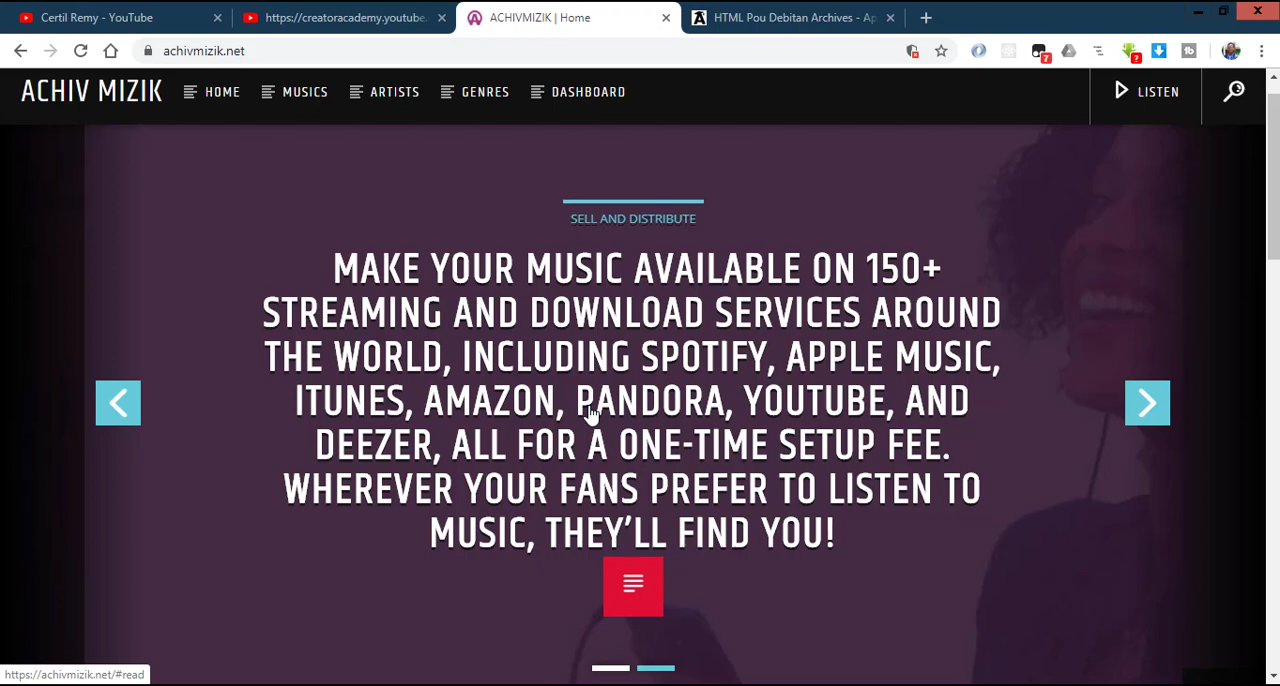 Certil Remy - YouTube
https://creatoracademy.youtube.
ACHIVMIZIK | Home
HTML Pou Debitan Archives - Ap
achivmizik.net
7
?
tb
ACHIV MIZIK
HOME
MUSICS
ARTISTS
GENRES
DASHBOARD
LISTEN
SELL AND DISTRIBUTE
MAKE YOUR MUSIC AVAILABLE ON 150+
STREAMING AND DOWNLOAD SERVICES AROUND
THE WORLD, INCLUDING SPOTIFY, APPLE MUSIC,
ITUNES, AMAZON, PANDORA, YOUTUBE, AND
DEEZER, ALL FOR A ONE-TIME SETUP FEE.
WHEREVER YOUR FANS PREFER TO LISTEN TO
MUSIC, THEY’LL FIND YOU!
https://achivmizik.net/#read